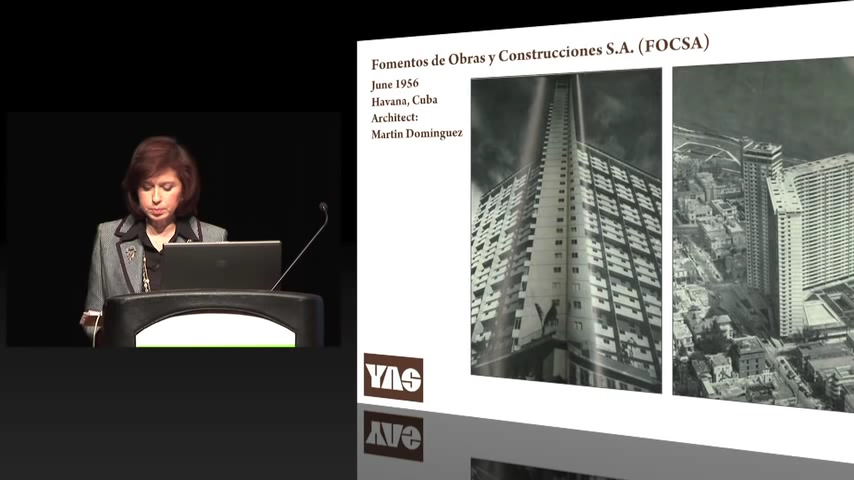 Fomentos de Obras y Construcciones S.A. (FOCSA)
June 1956
Havana, Cuba
Architect:
Martin Dominguez
YAS